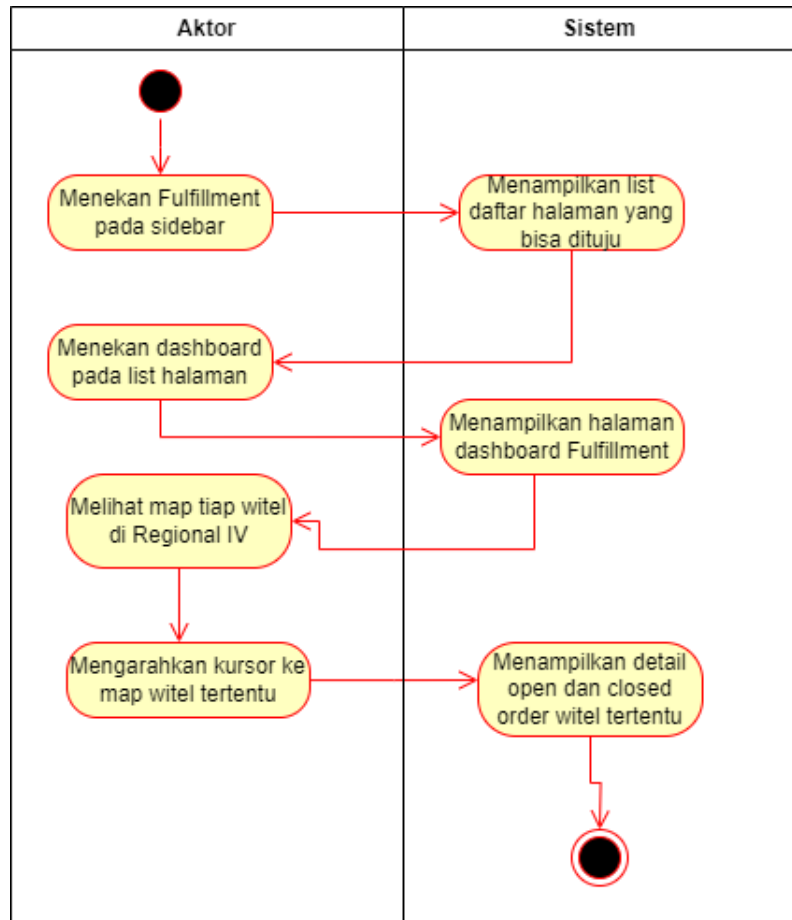 Aktor
Sistem
Menekan Fulfillment
pada sidebar
Menampilkan list
daftar halaman yang
bisa dituju
Menekan dashboard
pada list halaman
Menampilkan halaman
dashboard Fulfillment
Melihat map tiap witel
di Regional IV
Mengarahkan kursor ke
map witel tertentu
Menampilkan detail
open dan closed
order witel tertentu